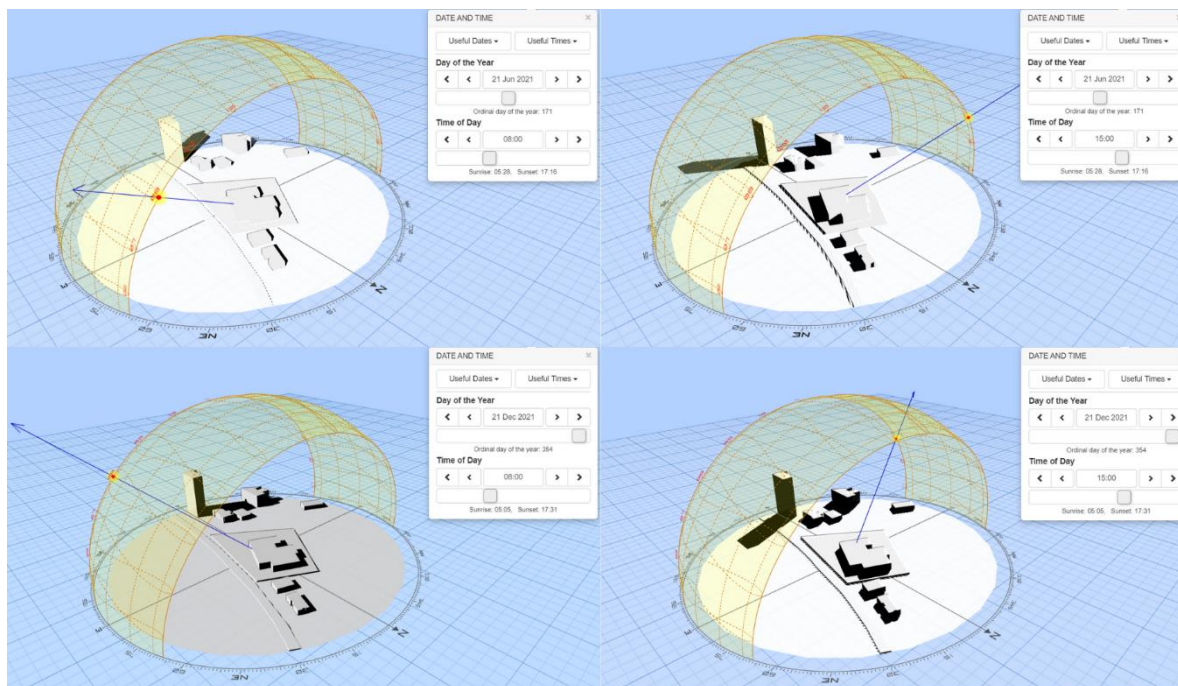 DATE AND TIME ×
Useful Dates Useful Times
Day of the Year
21 Jun 2021
Ordinal day of the year: 171
Time of Day
08:00
Sunrise: 05:28, Sunset: 17:16
NE
N
DATE AND TIME ×
Useful Dates Useful Times
Day of the Year
21 Jun 2021
Ordinal day of the year: 171
Time of Day
15:00
Sunrise: 05:28, Sunset: 17:16
NE
N
DATE AND TIME ×
Useful Dates Useful Times
Day of the Year
21 Dec 2021
Time of Day
08:00
Sunrise: 05:05, Sunset: 17:31
NE
N
DATE AND TIME ×
Useful Dates Useful Times
Day of the Year
21 Dec 2021
Ordinal day of the year: 354
Time of Day
15:00
Sunrise: 05:05, Sunset: 17:31
NE
N